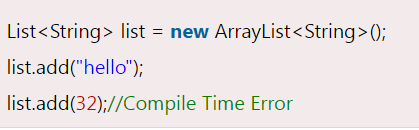 List<String> list = new ArrayList<String>();
list.add("hello");
list.add(32);//Compile Time Error